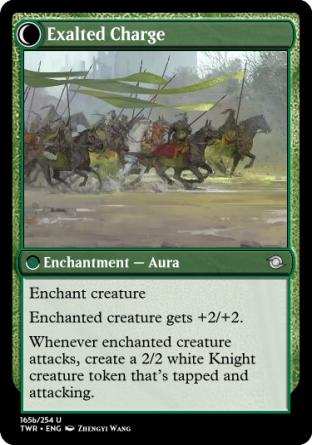 Exalted Charge
Enchantment — Aura
Enchant creature
Enchanted creature gets +2/+2.
Whenever enchanted creature
attacks, create a 2/2 white Knight
creature token that's tapped and
attacking.
165b/254 U
TWR • ENG Zhengyi Wang